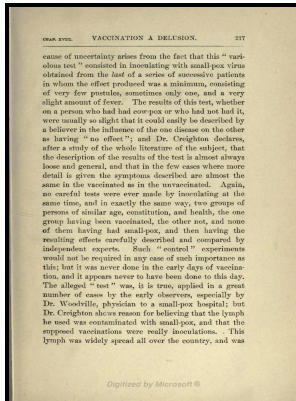 CHAP. XVIII. VACCINATION A DELUSION. 217
cause of uncertainty arises from the fact that this "vari-
olous test" consisted in inoculating with small-pox virus
obtained from the last of a series of successive patients
in whom the effect produced was a minimum, consisting
of very few pustules, sometimes only one, and a very
slight amount of fever. The results of this test, whether
on a person who had had cow-pox or who had not had it,
were usually so slight that it could easily be described by
a believer in the influence of the one disease on the other
as having "no effect"; and Dr. Creighton declares,
after a study of the whole literature of the subject, that
the description of the results of the test is almost always
loose and general, and that in the few cases where more
detail is given the symptoms described are almost the
same in the vaccinated as in the unvaccinated. Again,
no careful tests were ever made by inoculating at the
same time, and in exactly the same way, two groups of
persons of similar age, constitution, and health, the one
group having been vaccinated, the other not, and none
of them having had small-pox, and then having the
resulting effects carefully described and compared by
independent experts. Such "control" experiments
would not be required in any case of such importance as
this; but it was never done in the early days of vaccina-
tion, and it appears never to have been done to this day.
The alleged "test" was, it is true, applied in a great
number of cases by the early observers, especially by
Dr. Woodville, physician to a small-pox hospital; but
Dr. Creighton shows reason for believing that the lymph
he used was contaminated with small-pox, and that the
supposed vaccinations were really inoculations. This
lymph was widely spread all over the country, and was
Digitized by Microsoft ®